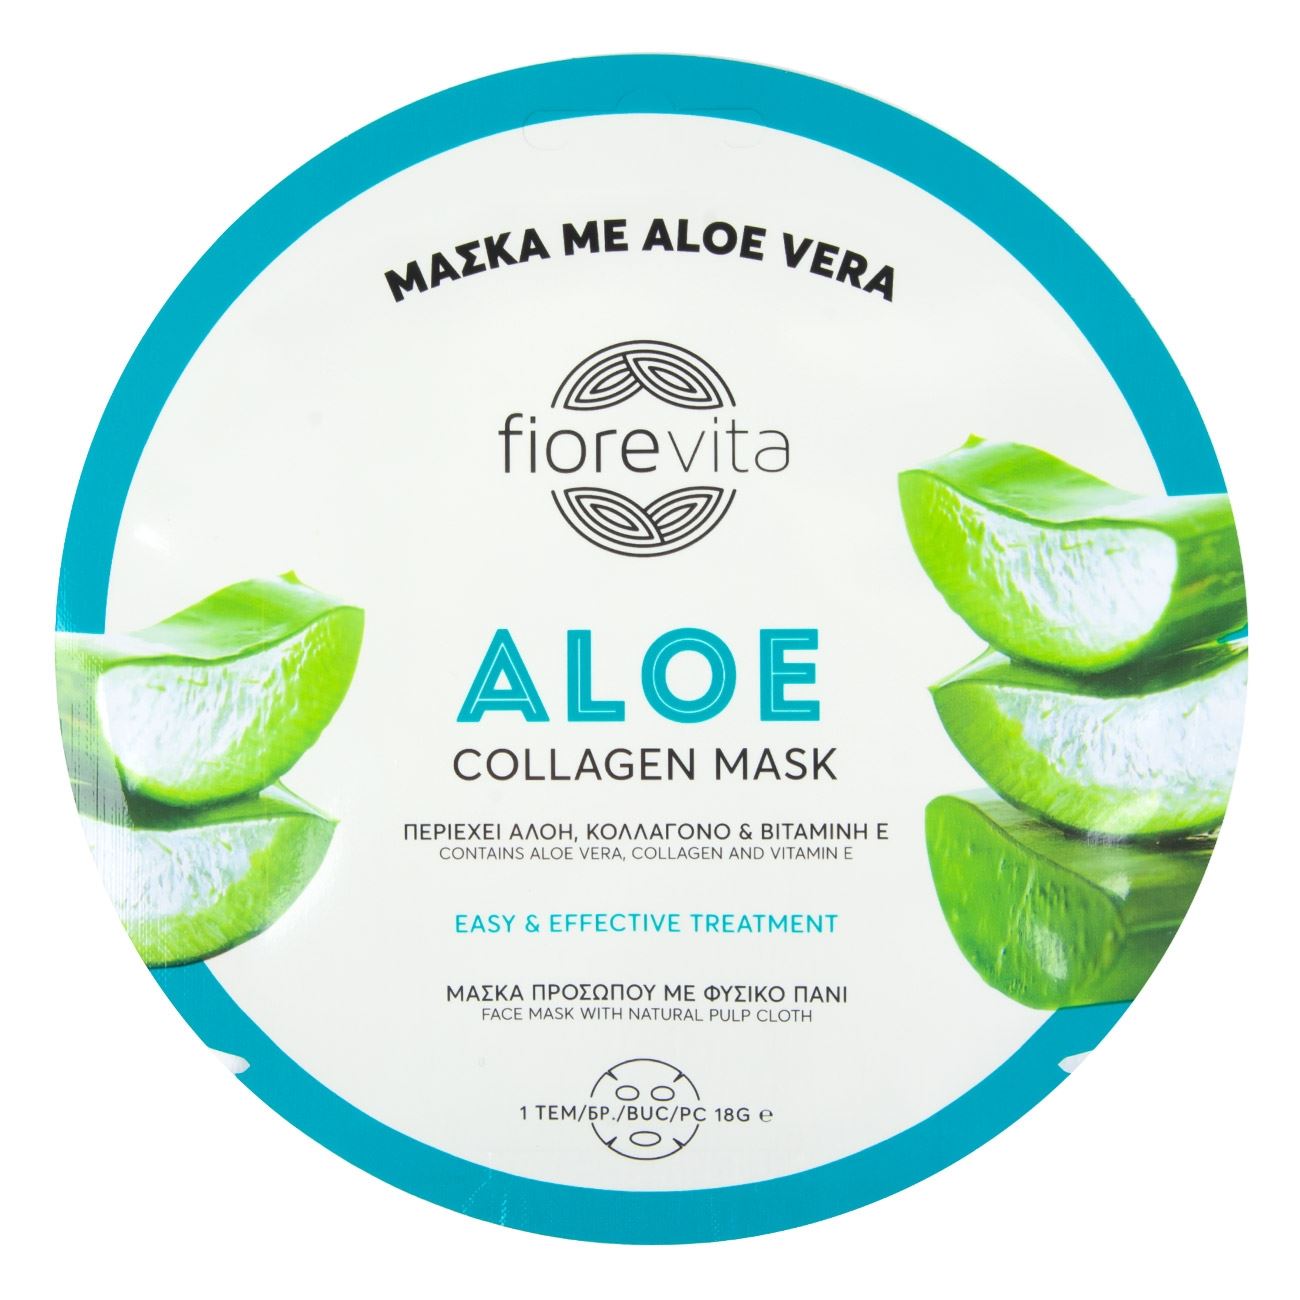 ΜΑΣΚΑ ΜΕ ALOE VERA
fiorevita
ALOE
COLLAGEN MASK
ΠΕΡΙΕΧΕΙ ΑΛΟΗ, ΚΟΛΛΑΓΟΝΟ & ΒΙΤΑΜΙΝΗ Ε
CONTAINS ALOE VERA, COLLAGEN AND VITAMIN E
EASY & EFFECTIVE TREATMENT
ΜΑΣΚΑ ΠΡΟΣΩΠΟΥ ΜΕ ΦΥΣΙΚΟ ΠΑΝΙ
FACE MASK WITH NATURAL PULP CLOTH
1 ΤΕΜ/БР./BUC/PC 18G ℮